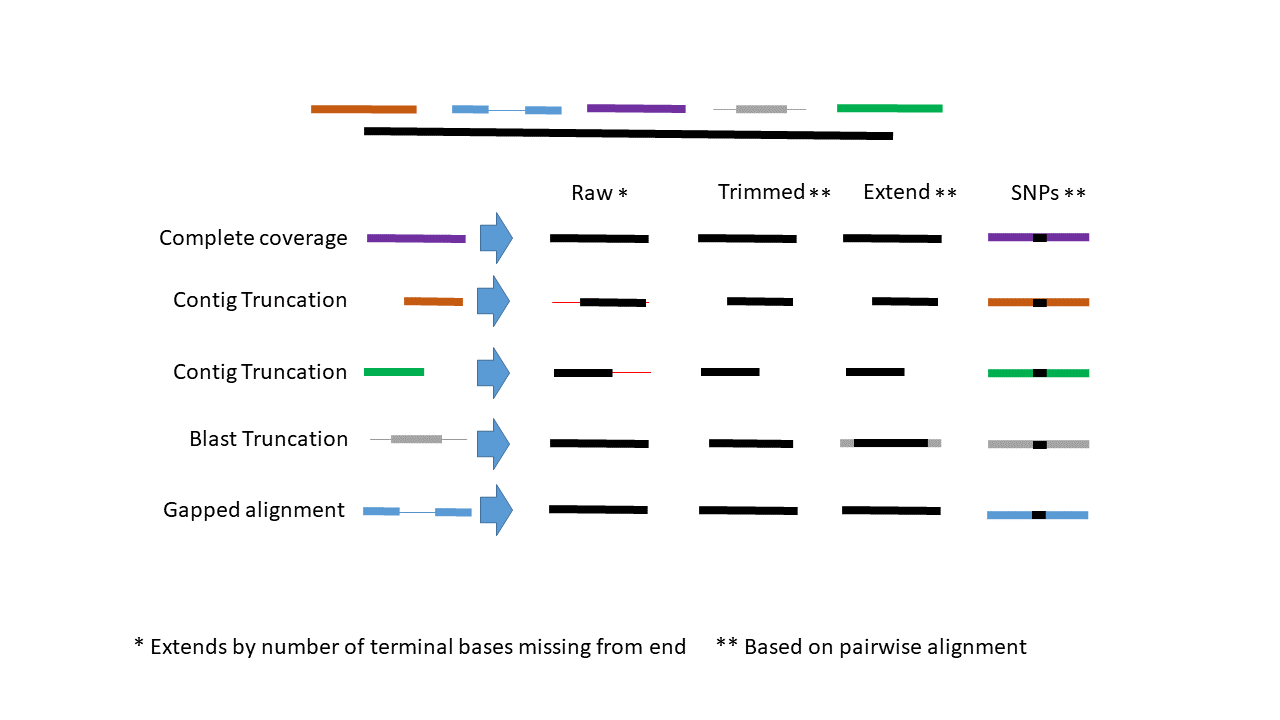 Raw * Trimmed ** Extend ** SNPs **
Complete coverage
Contig Truncation
Contig Truncation
Blast Truncation
Gapped alignment
* Extends by number of terminal bases missing from end ** Based on pairwise alignment